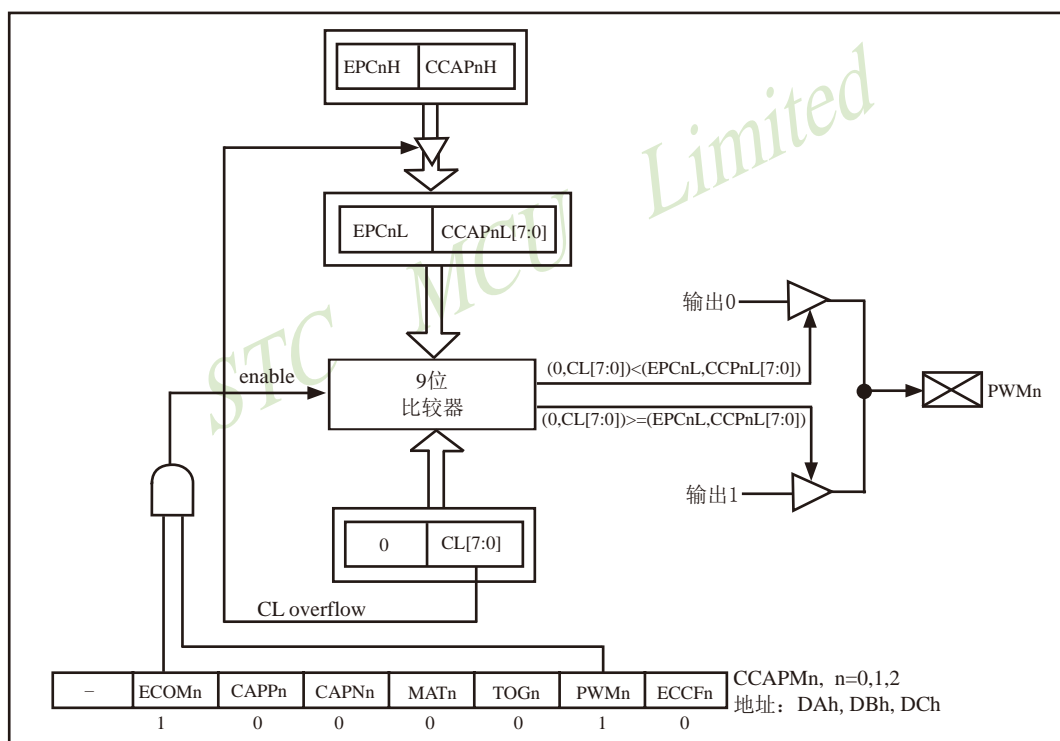 EPCnH CCAPnH
EPCnL CCAPnL[7:0]
输出0
(0,CL[7:0])<(EPCnL,CCPnL[7:0])
enable
9位
比较器
PWMn
(0,CL[7:0])>=(EPCnL,CCPnL[7:0])
输出1
0 CL[7:0]
CL overflow
– ECOMn CAPPn CAPNn MATn TOGn PWMn ECCFn
CCAPMn, n=0,1,2
地址：DAh, DBh, DCh
1 0 0 0 0 1 0
STC MCU Limited